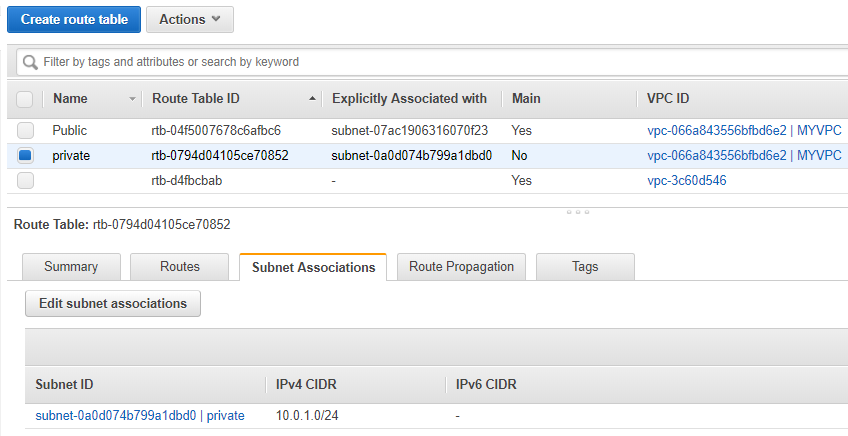 Create route table Actions
Filter by tags and attributes or search by keyword
Name Route Table ID Explicitly Associated with Main VPC ID
Public rtb-04f5007678c6afbc6 subnet-07ac1906316070f23 Yes vpc-066a843556bfbd6e2 | MYVPC
private rtb-0794d04105ce70852 subnet-0a0d074b799a1dbd0 No vpc-066a843556bfbd6e2 | MYVPC
rtb-d4fbcbab - Yes vpc-3c60d546
Route Table: rtb-0794d04105ce70852
Summary Routes Subnet Associations Route Propagation Tags
Edit subnet associations
Subnet ID IPv4 CIDR IPv6 CIDR
subnet-0a0d074b799a1dbd0 | private 10.0.1.0/24 -